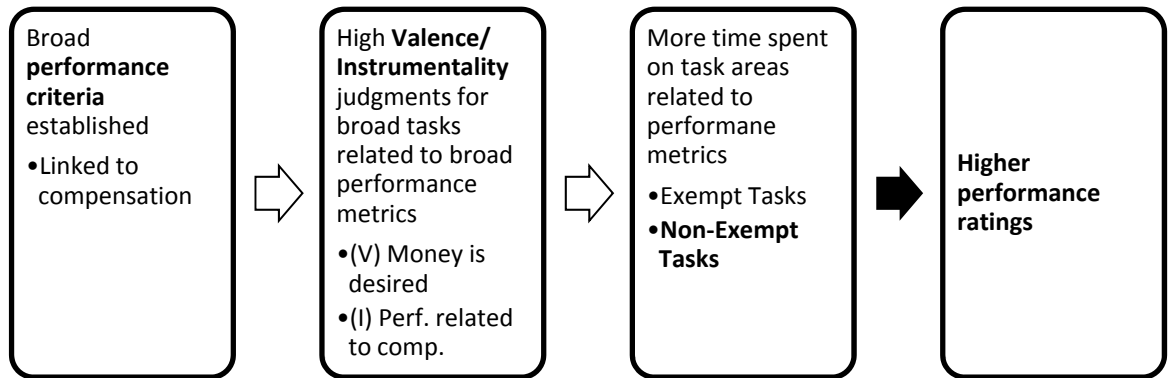 Broad
performance
criteria
established
•Linked to
compensation
High Valence/
Instrumentality
judgments for
broad tasks
related to broad
performance
metrics
•(V) Money is
desired
•(I) Perf. related
to comp.
More time spent
on task areas
related to
performane
metrics
•Exempt Tasks
•Non-Exempt
Tasks
Higher
performance
ratings